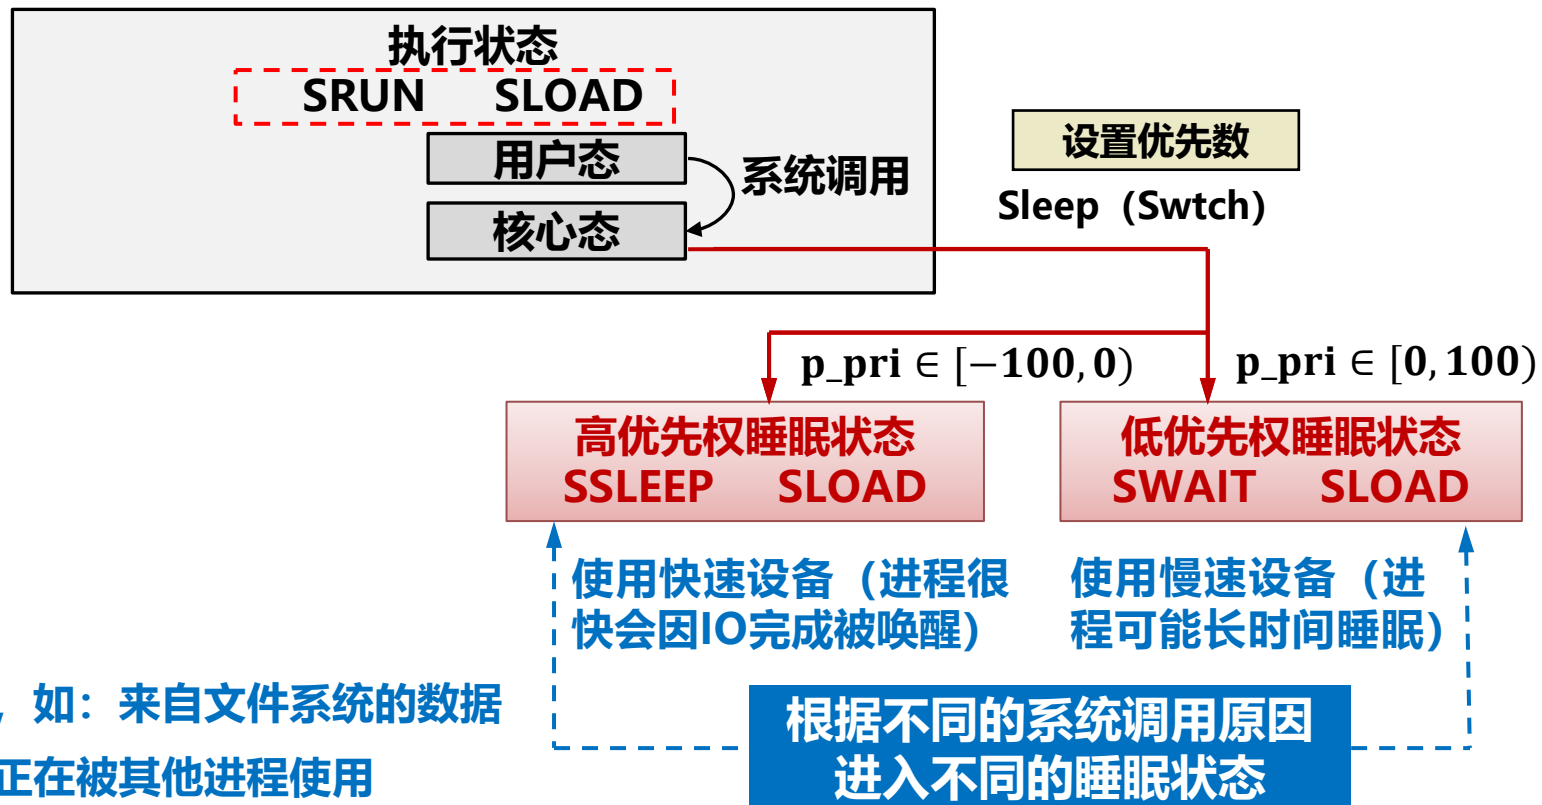 执行状态
SRUN SLOAD
用户态
系统调用
核心态
设置优先数
Sleep（Swtch）
p_pri ∈ [−100, 0)
p_pri ∈ [0, 100)
高优先权睡眠状态
SSLEEP SLOAD
低优先权睡眠状态
SWAIT SLOAD
使用快速设备（进程很
快会因IO完成被唤醒）
使用慢速设备（进
程可能长时间睡眠）
，如：来自文件系统的数据
正在被其他进程使用
根据不同的系统调用原因
进入不同的睡眠状态